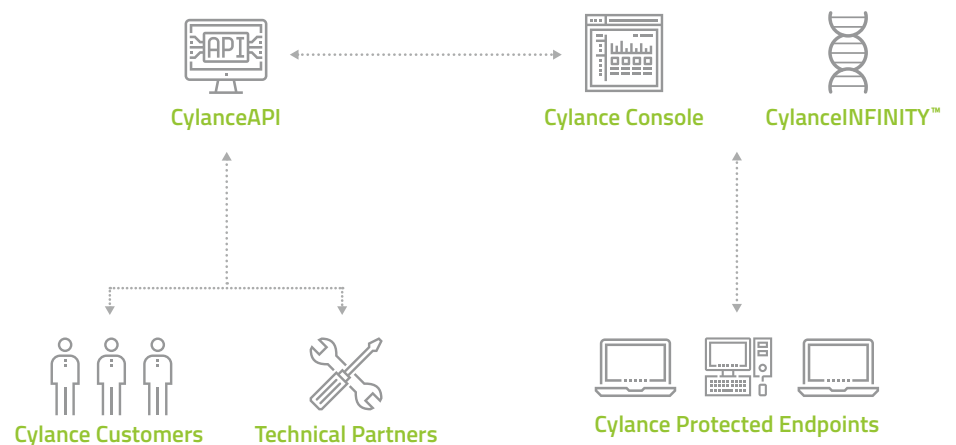 API
CylanceAPI
Cylance Console
CylanceINFINITY™
Cylance Customers
Technical Partners
Cylance Protected Endpoints